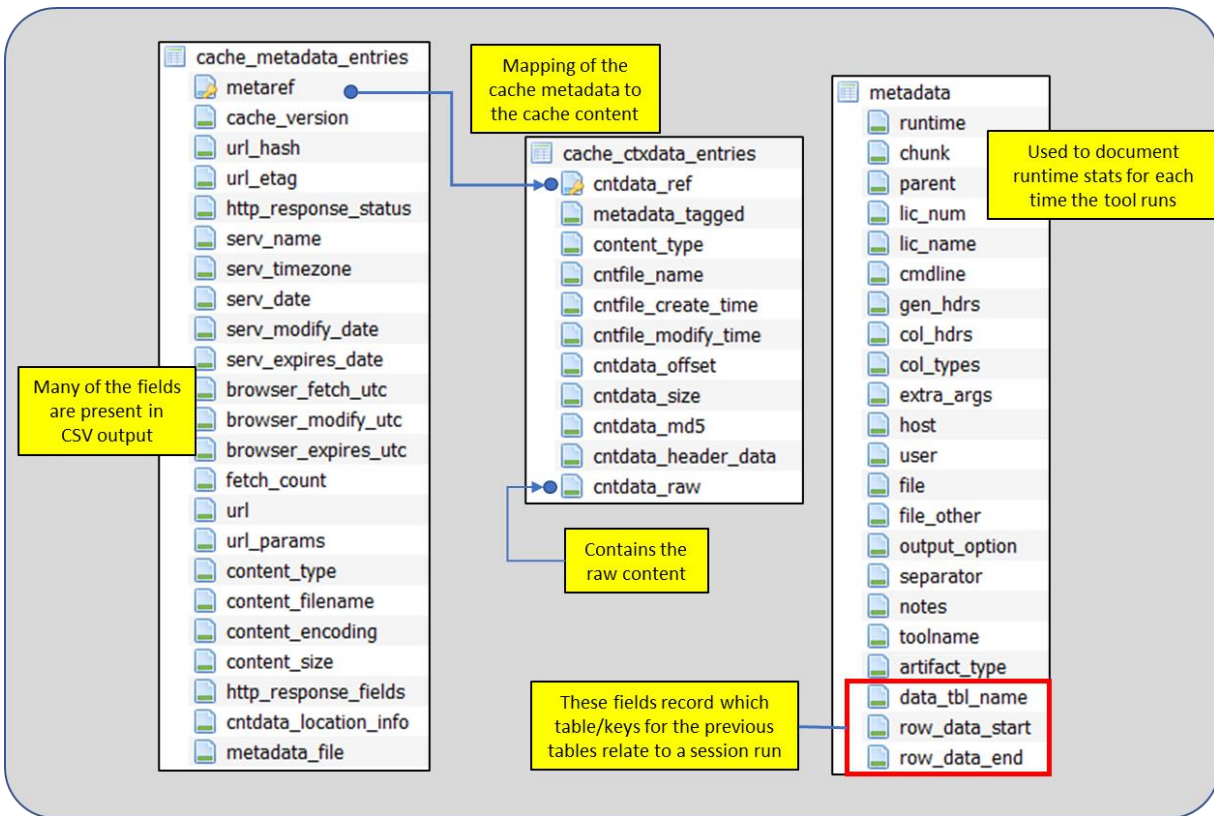 cache_metadata_entries
metaref
cache_version
url_hash
url_etag
http_response_status
serv_name
serv_timezone
serv_date
serv_modify_date
serv_expires_date
browser_fetch_utc
browser_modify_utc
browser_expires_utc
fetch_count
url
url_params
content_type
content_filename
content_encoding
content_size
http_response_fields
cntdata_location_info
metadata_file
Many of the fields
are present in
CSV output
Mapping of the
cache metadata to
the cache content
cache_ctxdata_entries
cntdata_ref
metadata_tagged
content_type
cntfile_name
cntfile_create_time
cntfile_modify_time
cntdata_offset
cntdata_size
cntdata_md5
cntdata_header_data
cntdata_raw
Contains the
raw content
metadata
runtime
chunk
parent
lic_num
lic_name
cmdline
gen_hdrs
col_hdrs
col_types
extra_args
host
user
file
file_other
output_option
separator
notes
toolname
artifact_type
data_tbl_name
row_data_start
row_data_end
Used to document
runtime stats for each
time the tool runs
These fields record which
table/keys for the previous
tables relate to a session run